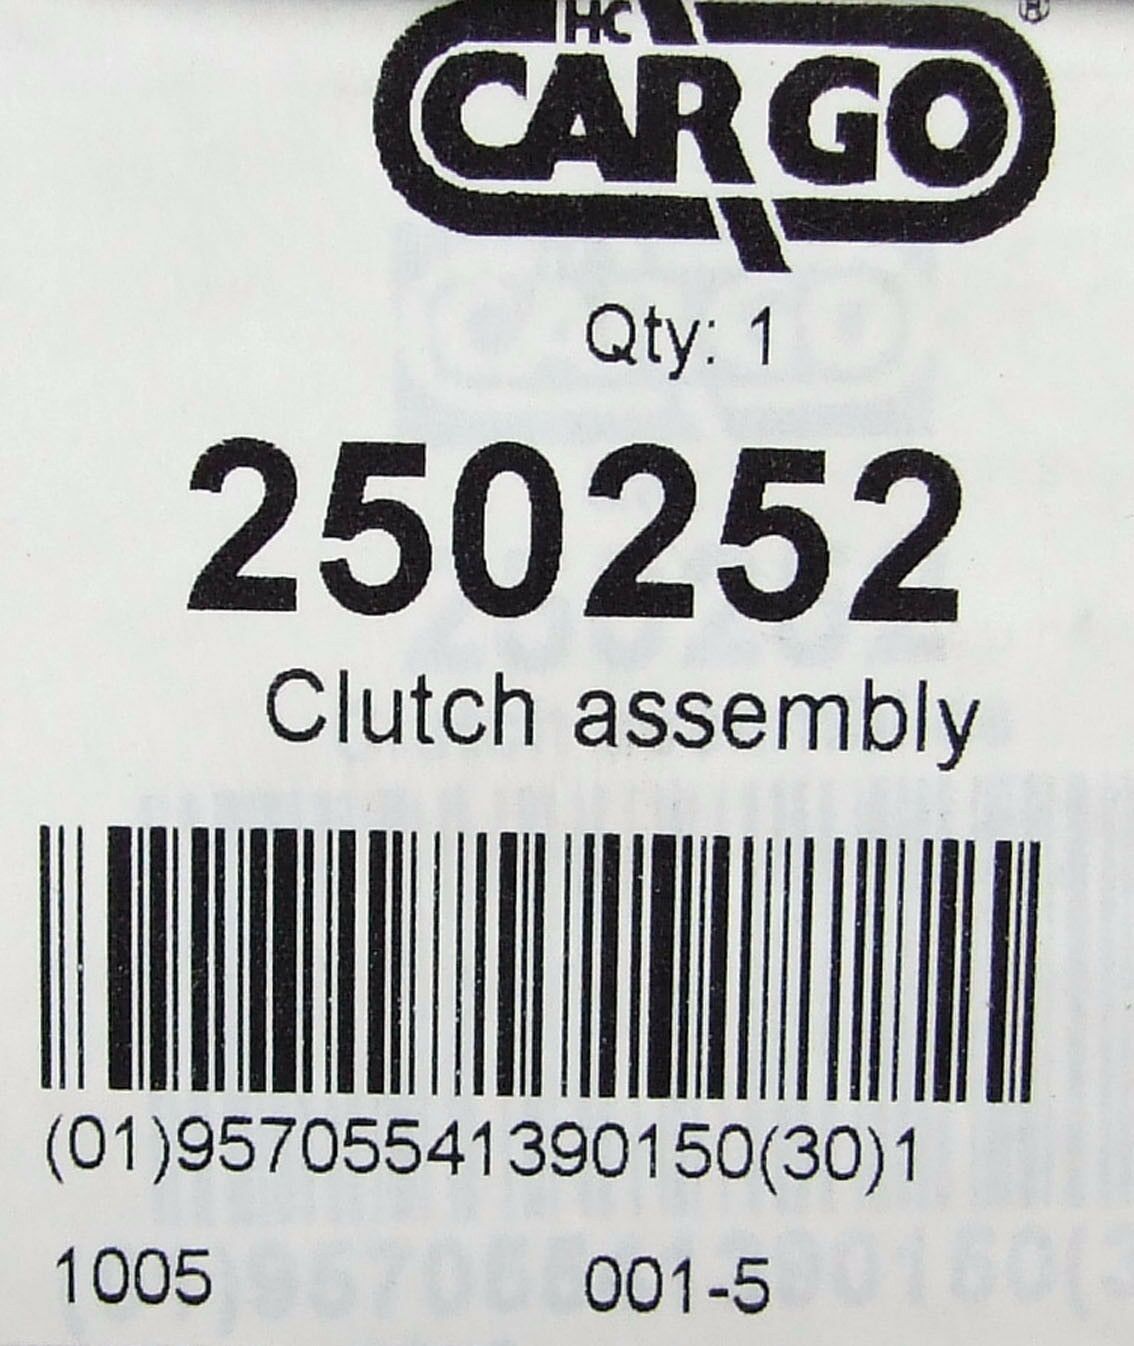 HC
CARGO®
Qty: 1
250252
Clutch assembly
(01)95705541390150(30)1
1005 001-5